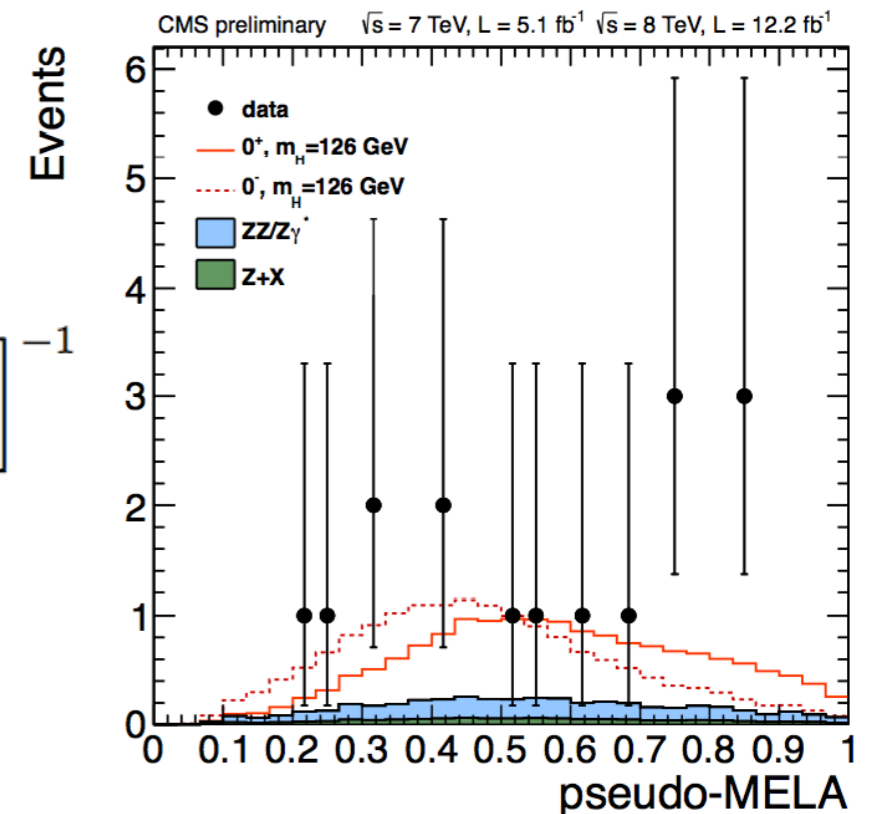 CMS preliminary √s = 7 TeV, L = 5.1 fb⁻¹ √s = 8 TeV, L = 12.2 fb⁻¹
Events
6
5
4
3
2
1
0
data
0⁺, m_H=126 GeV
0⁻, m_H=126 GeV
ZZ/Zγ*
Z+X
−1
0 0.1 0.2 0.3 0.4 0.5 0.6 0.7 0.8 0.9 1
pseudo-MELA